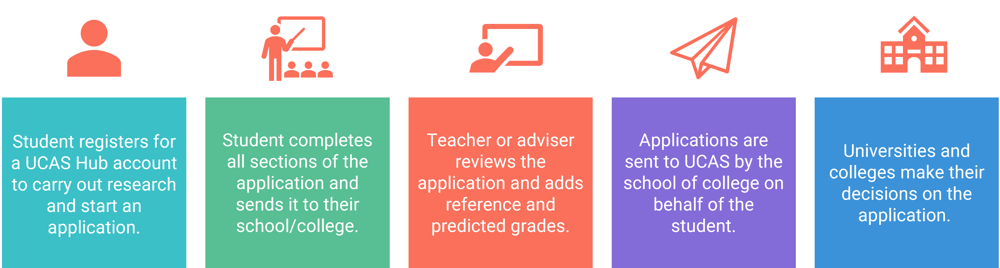 Student registers for
a UCAS Hub account
to carry out research
and start an
application.
Student completes
all sections of the
application and
sends it to their
school/college.
Teacher or adviser
reviews the
application and adds
reference and
predicted grades.
Applications are
sent to UCAS by the
school of college on
behalf of the
student.
Universities and
colleges make their
decisions on the
application.